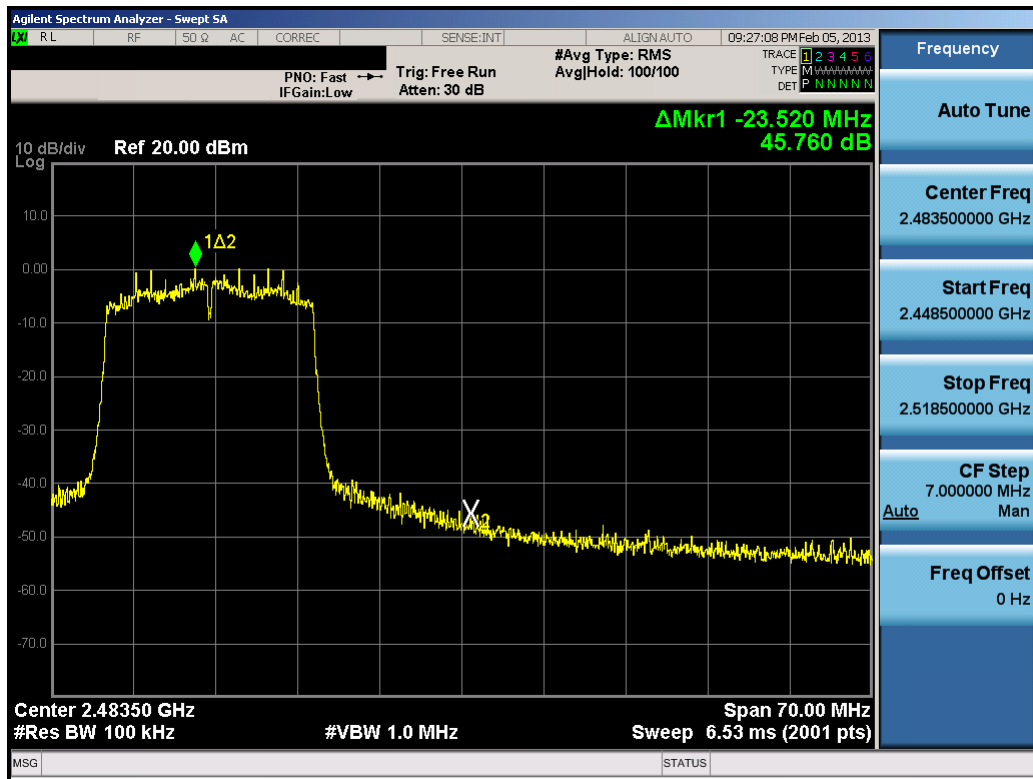 Agilent Spectrum Analyzer - Swept SA
LXI RL RF 50 Ω AC CORREC SENSE:INT ALIGN AUTO 09:27:08 PM Feb 05, 2013
Frequency
#Avg Type: RMS TRACE 1 2 3 4 5 6
PNO: Fast Trig: Free Run Avg|Hold: 100/100 TYPE M WWWWW
IFGain:Low Atten: 30 dB DET P N N N N N
Auto Tune
ΔMkr1 -23.520 MHz
45.760 dB
10 dB/div Ref 20.00 dBm
Log
10.0
0.00
-10.0
-20.0
-30.0
-40.0
-50.0
-60.0
-70.0
1Δ2
X2
Center Freq
2.483500000 GHz
Start Freq
2.448500000 GHz
Stop Freq
2.518500000 GHz
CF Step
7.000000 MHz
Auto Man
Freq Offset
0 Hz
Center 2.48350 GHz Span 70.00 MHz
#Res BW 100 kHz #VBW 1.0 MHz Sweep 6.53 ms (2001 pts)
MSG STATUS